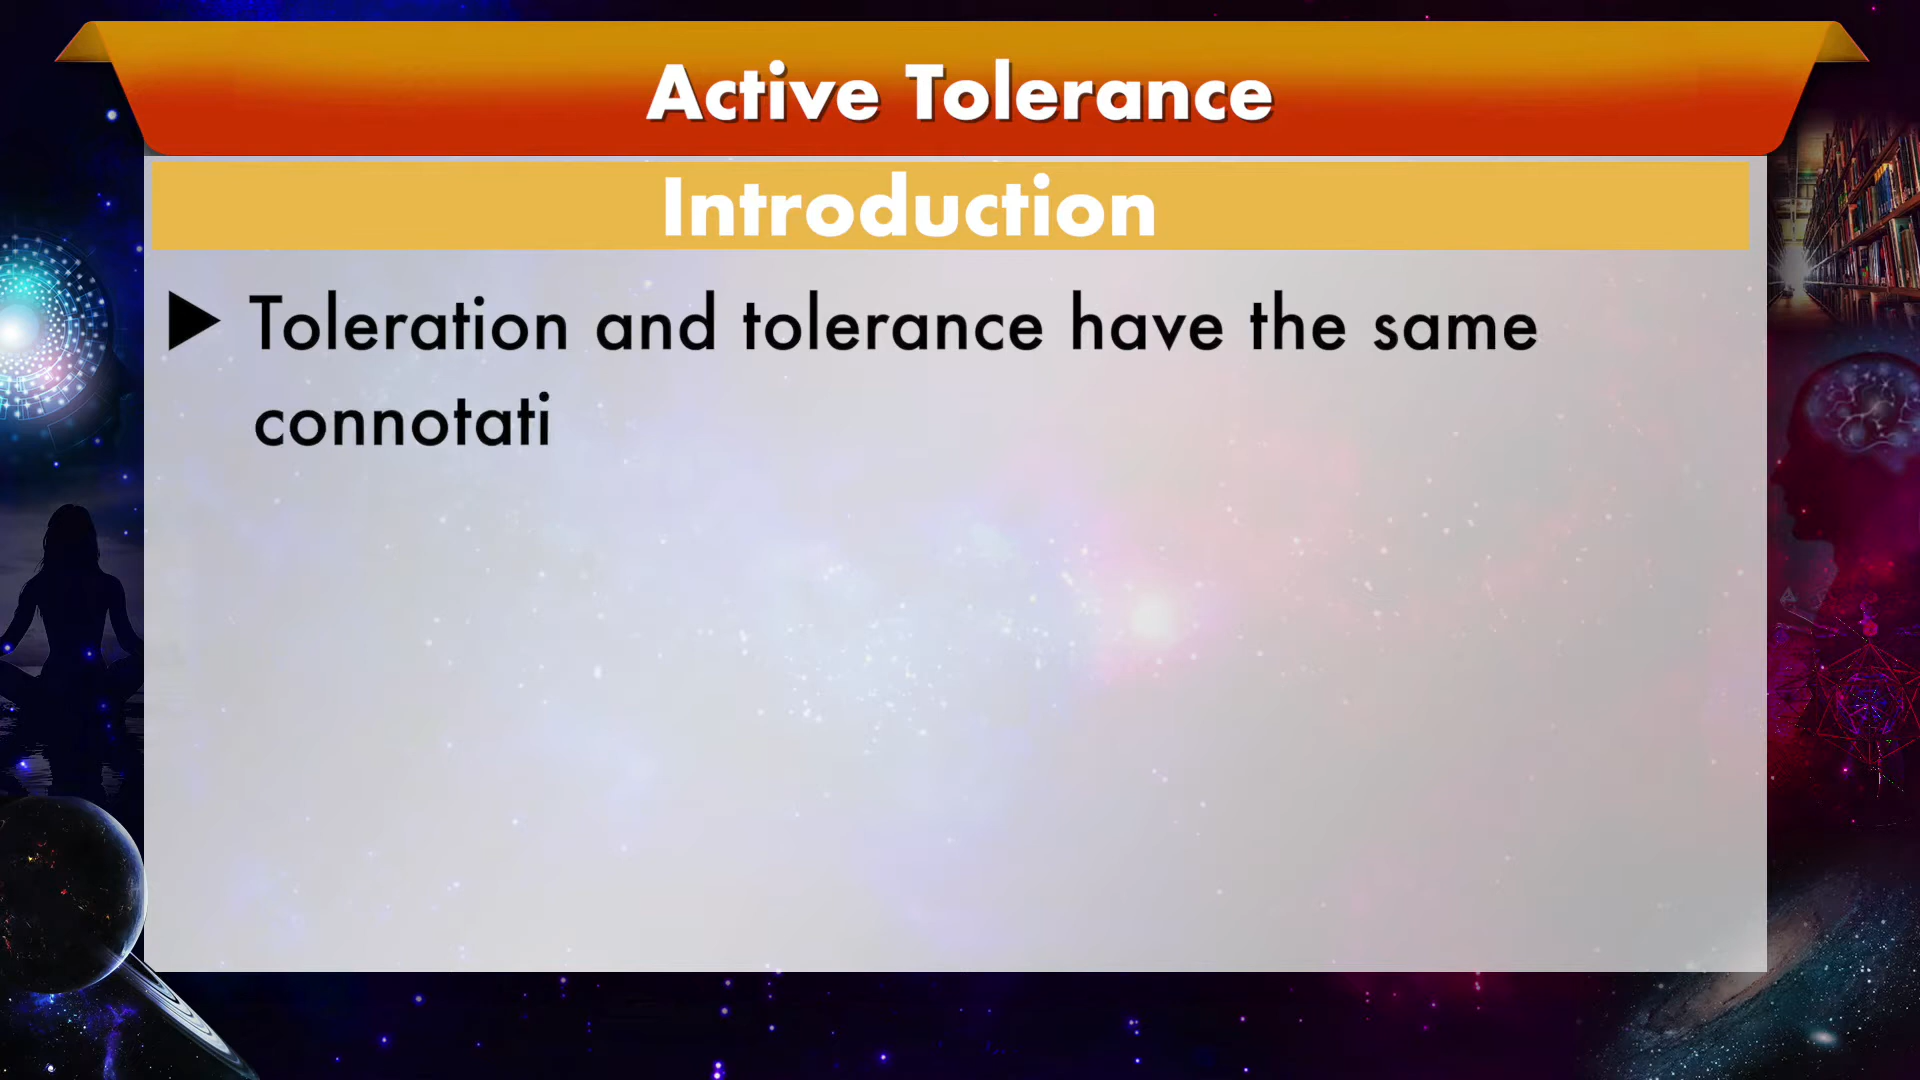 Active Tolerance
Introduction
▶ Toleration and tolerance have the same
connotati